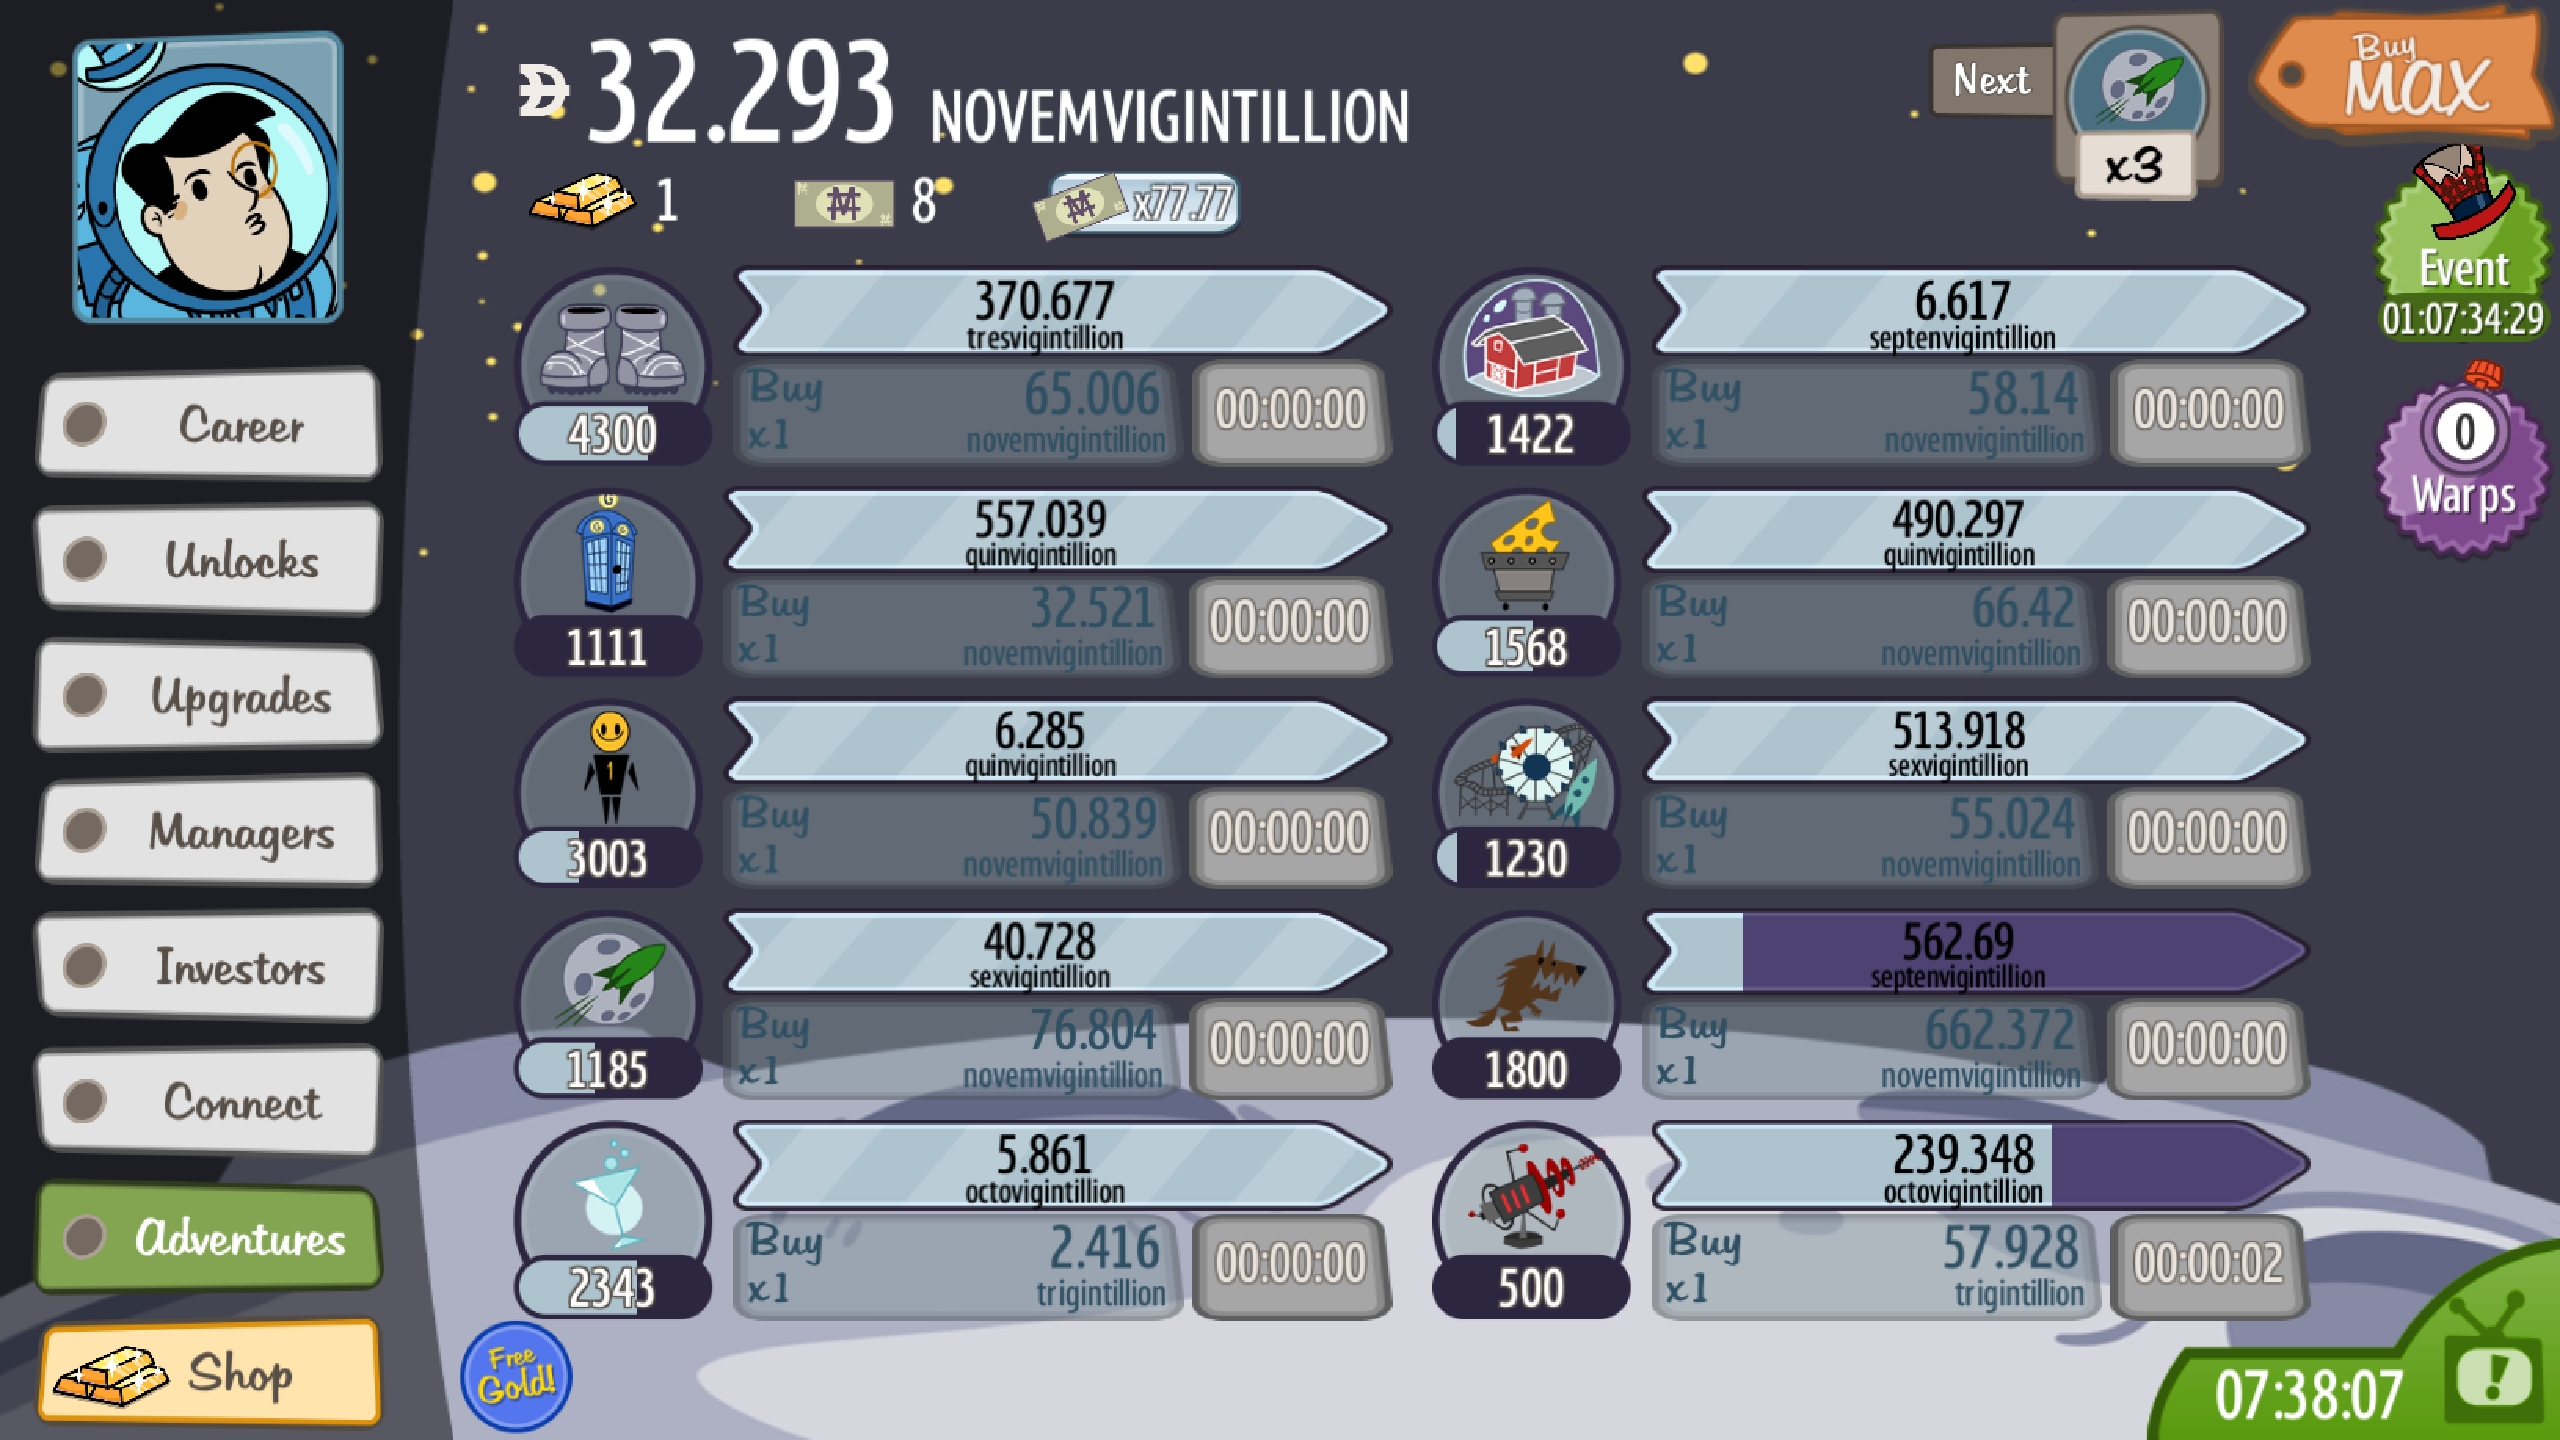 32.293 NOVEMVIGINTILLION
Next
x3
Buy
MAX
1
8
x77.77
Event
01:07:34:29
0
Warps
Career
Unlocks
Upgrades
Managers
Investors
Connect
Adventures
Shop
370.677
tresvigintillion
4300
Buy 65.006
x1 novemvigintillion
00:00:00
6.617
septenvigintillion
1422
Buy 58.14
x1 novemvigintillion
00:00:00
G
G G
557.039
quinvigintillion
1111
Buy 32.521
x1 novemvigintillion
00:00:00
490.297
quinvigintillion
1568
Buy 66.42
x1 novemvigintillion
00:00:00
1
6.285
quinvigintillion
3003
Buy 50.839
x1 novemvigintillion
00:00:00
513.918
sexvigintillion
1230
Buy 55.024
x1 novemvigintillion
00:00:00
40.728
sexvigintillion
1185
Buy 76.804
x1 novemvigintillion
00:00:00
562.69
septenvigintillion
1800
Buy 662.372
x1 novemvigintillion
00:00:00
5.861
octovigintillion
2343
Buy 2.416
x1 trigintillion
00:00:00
239.348
octovigintillion
500
Buy 57.928
x1 trigintillion
00:00:02
Free
Gold!
07:38:07
!